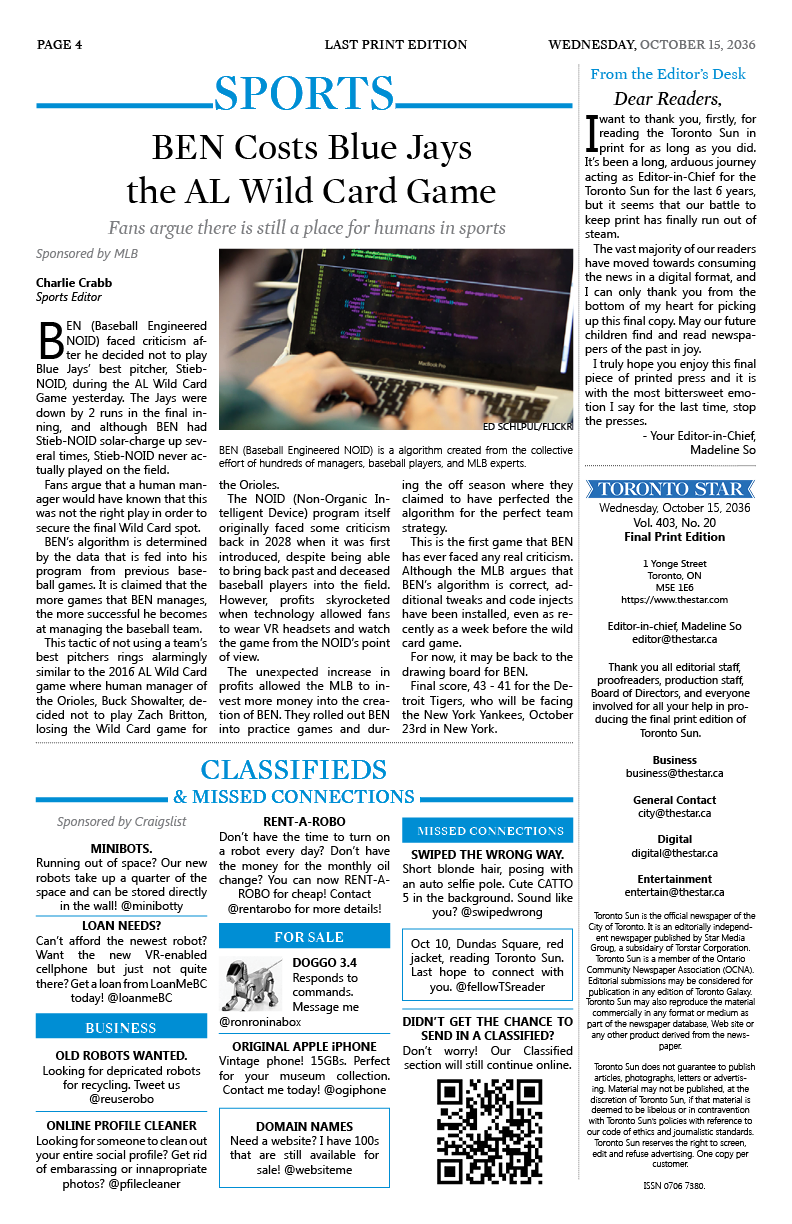 PAGE 4
LAST PRINT EDITION
WEDNESDAY, OCTOBER 15, 2036
SPORTS
BEN Costs Blue Jays
the AL Wild Card Game
Fans argue there is still a place for humans in sports
Sponsored by MLB
Charlie Crabb
Sports Editor
BEN (Baseball Engineered
NOID) faced criticism af-
ter he decided not to play
Blue Jays' best pitcher, Stieb-
NOID, during the AL Wild Card
Game yesterday. The Jays were
down by 2 runs in the final in-
ning, and although BEN had
Stieb-NOID solar-charge up sev-
eral times, Stieb-NOID never ac-
tually played on the field.
Fans argue that a human man-
ager would have known that this
was not the right play in order to
secure the final Wild Card spot.
BEN's algorithm is determined
by the data that is fed into his
program from previous base-
ball games. It is claimed that the
more games that BEN manages,
the more successful he becomes
at managing the baseball team.
This tactic of not using a team's
best pitchers rings alarmingly
similar to the 2016 AL Wild Card
game where human manager of
the Orioles, Buck Showalter, de-
cided not to play Zach Britton,
losing the Wild Card game for
MacBook Pro
ED SCHLPUL/FLICKR
BEN (Baseball Engineered NOID) is a algorithm created from the collective
effort of hundreds of managers, baseball players, and MLB experts.
the Orioles.
The NOID (Non-Organic In-
telligent Device) program itself
originally faced some criticism
back in 2028 when it was first
introduced, despite being able
to bring back past and deceased
baseball players into the field.
However, profits skyrocketed
when technology allowed fans
to wear VR headsets and watch
the game from the NOID's point
of view.
The unexpected increase in
profits allowed the MLB to in-
vest more money into the crea-
tion of BEN. They rolled out BEN
into practice games and dur-
ing the off season where they
claimed to have perfected the
algorithm for the perfect team
strategy.
This is the first game that BEN
has ever faced any real criticism.
Although the MLB argues that
BEN's algorithm is correct, ad-
ditional tweaks and code injects
have been installed, even as re-
cently as a week before the wild
card game.
For now, it may be back to the
drawing board for BEN.
Final score, 43 - 41 for the De-
troit Tigers, who will be facing
the New York Yankees, October
23rd in New York.
CLASSIFIEDS
& MISSED CONNECTIONS
Sponsored by Craigslist
MINIBOTS.
Running out of space? Our new
robots take up a quarter of the
space and can be stored directly
in the wall! @minibotty
LOAN NEEDS?
Can't afford the newest robot?
Want the new VR-enabled
cellphone but just not quite
there? Get a loan from LoanMeBC
today! @loanmeBC
BUSINESS
OLD ROBOTS WANTED.
Looking for depricated robots
for recycling. Tweet us
@reuserobo
ONLINE PROFILE CLEANER
Looking for someone to clean out
your entire social profile? Get rid
of embarassing or innapropriate
photos? @pfilecleaner
RENT-A-ROBO
Don't have the time to turn on
a robot every day? Don't have
the money for the monthly oil
change? You can now RENT-A-
ROBO for cheap! Contact
@rentarobo for more details!
FOR SALE
DOGGO 3.4
Responds to
commands.
Message me
@ronroninabox
ORIGINAL APPLE iPHONE
Vintage phone! 15GBs. Perfect
for your museum collection.
Contact me today! @ogiphone
DOMAIN NAMES
Need a website? I have 100s
that are still available for
sale! @websiteme
MISSED CONNECTIONS
SWIPED THE WRONG WAY.
Short blonde hair, posing with
an auto selfie pole. Cute CATTO
5 in the background. Sound like
you? @swipedwrong
Oct 10, Dundas Square, red
jacket, reading Toronto Sun.
Last hope to connect with
you. @fellowTSreader
DIDN'T GET THE CHANCE TO
SEND IN A CLASSIFIED?
Don't worry! Our Classified
section will still continue online.
From the Editor's Desk
Dear Readers,
I want to thank you, firstly, for
reading the Toronto Sun in
print for as long as you did.
It's been a long, arduous journey
acting as Editor-in-Chief for the
Toronto Sun for the last 6 years,
but it seems that our battle to
keep print has finally run out of
steam.
The vast majority of our readers
have moved towards consuming
the news in a digital format, and
I can only thank you from the
bottom of my heart for picking
up this final copy. May our future
children find and read newspa-
pers of the past in joy.
I truly hope you enjoy this final
piece of printed press and it is
with the most bittersweet emo-
tion I say for the last time, stop
the presses.
- Your Editor-in-Chief,
Madeline So
TORONTO STAR
Wednesday, October 15, 2036
Vol. 403, No. 20
Final Print Edition
1 Yonge Street
Toronto, ON
M5E 1E6
https://www.thestar.com
Editor-in-chief, Madeline So
editor@thestar.ca
Thank you all editorial staff,
proofreaders, production staff,
Board of Directors, and everyone
involved for all your help in pro-
ducing the final print edition of
Toronto Sun.
Business
business@thestar.ca
General Contact
city@thestar.ca
Digital
digital@thestar.ca
Entertainment
entertain@thestar.ca
Toronto Sun is the official newspaper of the
City of Toronto. It is an editorially independ-
ent newspaper published by Star Media
Group, a subsidairy of Torstar Corporation.
Toronto Sun is a member of the Ontario
Community Newspaper Association (OCNA).
Editorial submissions may be considered for
publication in any edition of Toronto Galaxy.
Toronto Sun may also reproduce the material
commercially in any format or medium as
part of the newspaper database, Web site or
any other product derived from the news-
paper.
Toronto Sun does not guarantee to publish
articles, photographs, letters or advertis-
ing. Material may not be published, at the
discretion of Toronto Sun, if that material is
deemed to be libelous or in contravention
with Toronto Sun's policies with reference to
our code of ethics and journalistic standards.
Toronto Sun reserves the right to screen,
edit and refuse advertising. One copy per
customer.
ISSN 0706 7380.